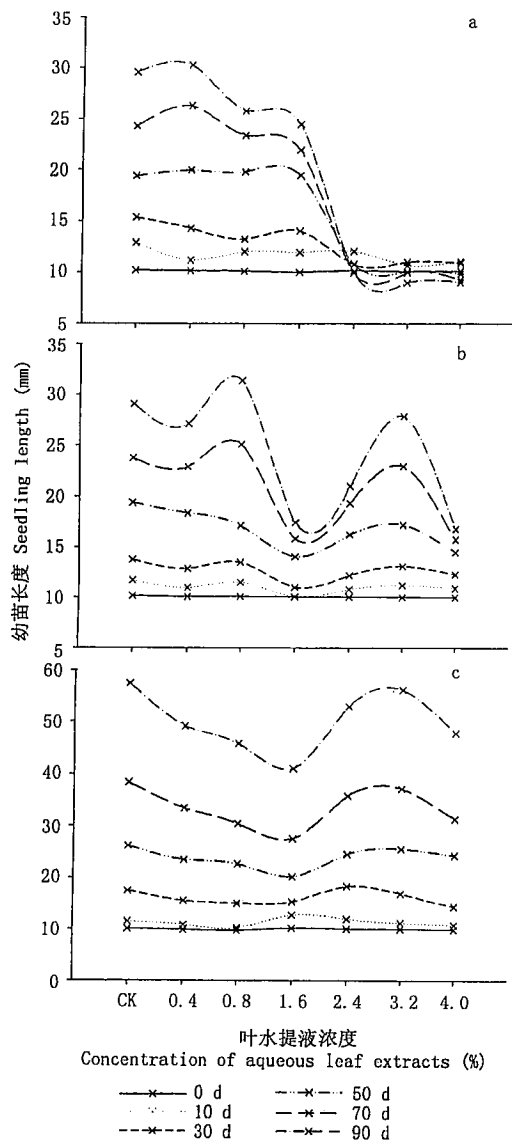 a
35
30
25
20
15
10
5
b
35
30
25
20
15
10
5
幼苗长度 Seedling length (mm)
c
60
50
40
30
20
10
0
CK 0.4 0.8 1.6 2.4 3.2 4.0
叶水提液浓度
Concentration of aqueous leaf extracts (%)
0 d
10 d
30 d
50 d
70 d
90 d